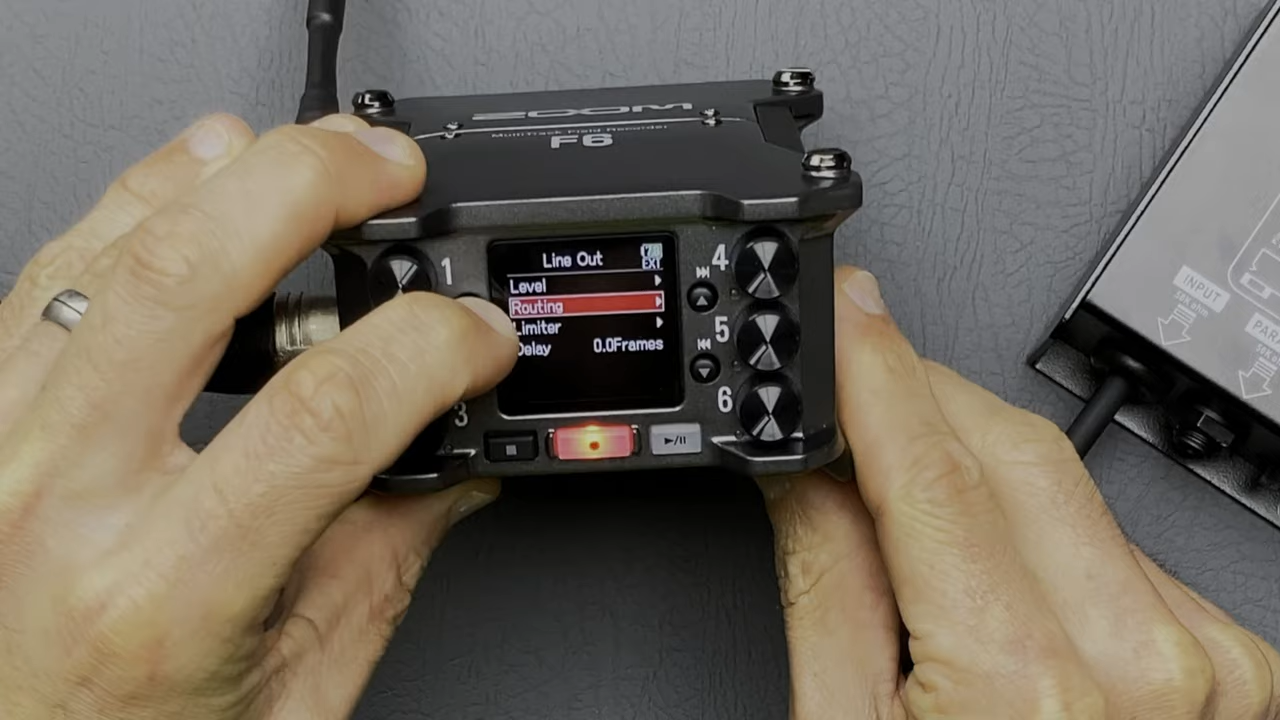 ZOOM
MultiTrack Field Recorder
F6
Line Out
EXT
Level
Routing
Limiter
Delay 0.0Frames
1
3
4
5
6
INPUT